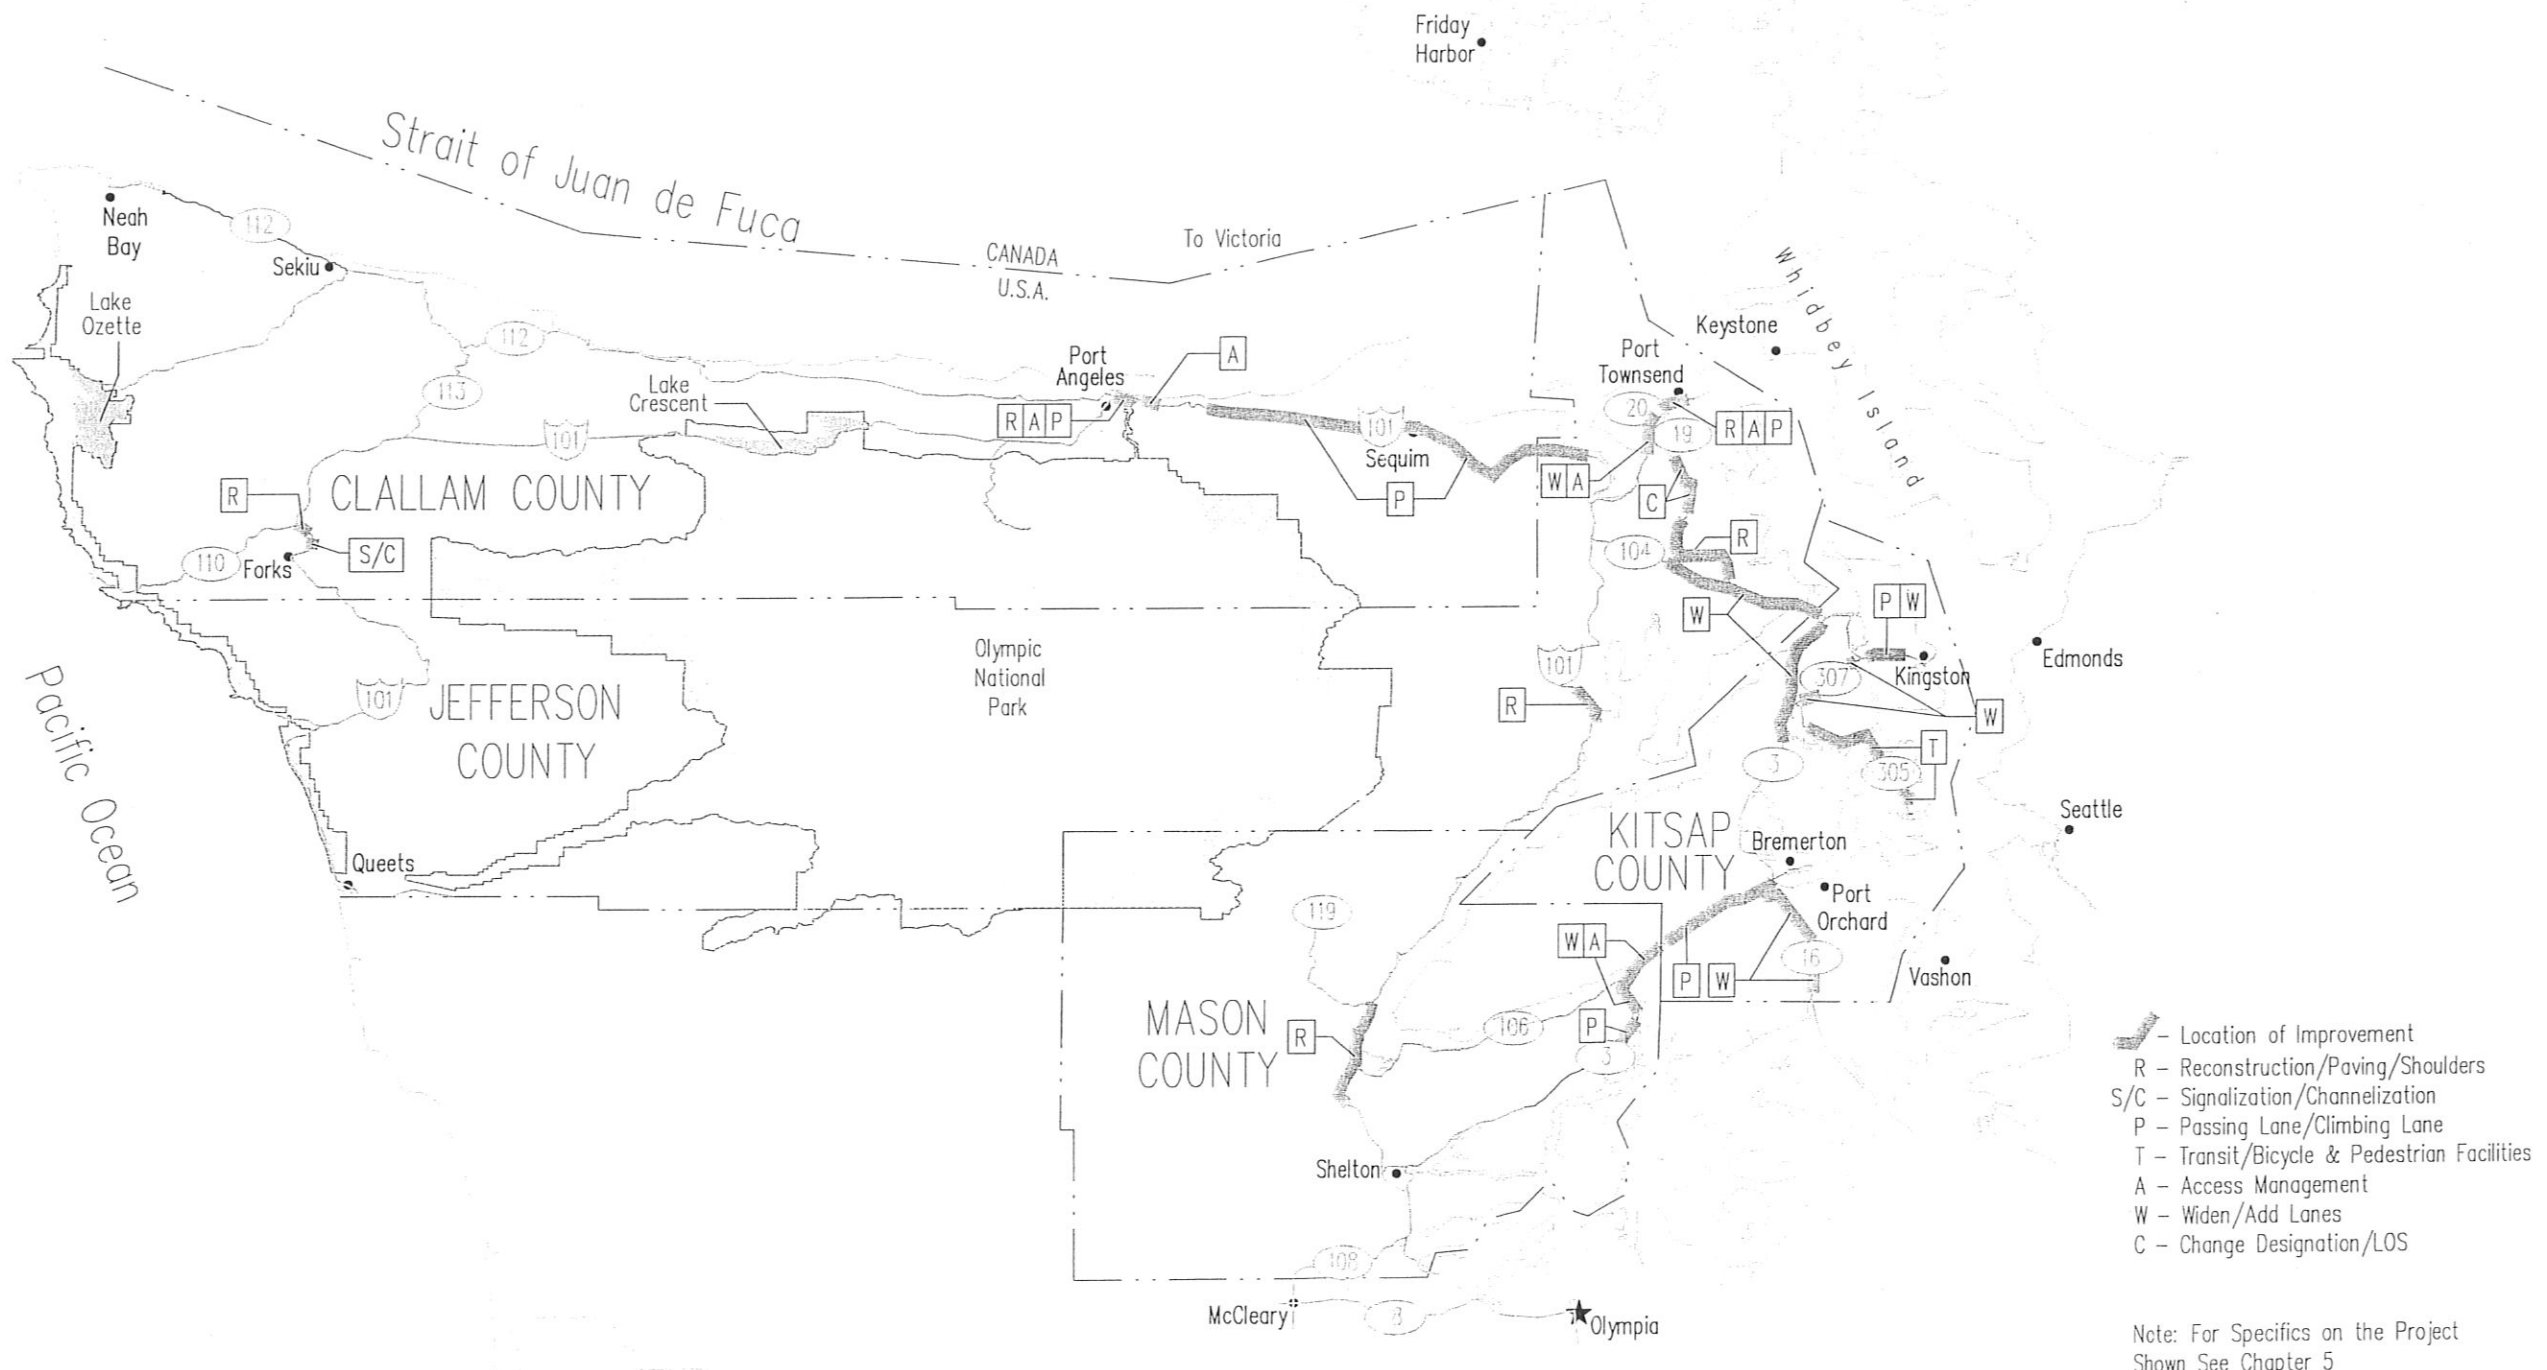 Friday
Harbor
Strait of Juan de Fuca
Neah
Bay
112
Sekiu
To Victoria
CANADA
U.S.A.
Whidbey Island
Lake
Ozette
112
113
Keystone
Port
Angeles
A
Port
Townsend
Lake
Crescent
R A P
20
19
R A P
101
101
Sequim
P
W A
C
R
CLALLAM COUNTY
S/C
110
Forks
104
R
P W
W
Olympic
National
Park
101
Kingston
307
Edmonds
Pacific Ocean
101
JEFFERSON
COUNTY
R
W
T
3
305
Seattle
KITSAP
COUNTY
Bremerton
Queets
Port
Orchard
119
W A
16
P
W
Vashon
MASON
COUNTY
R
106
P
3
Shelton
108
McCleary
8
Olympia
– Location of Improvement
R – Reconstruction/Paving/Shoulders
S/C – Signalization/Channelization
P – Passing Lane/Climbing Lane
T – Transit/Bicycle & Pedestrian Facilities
A – Access Management
W – Widen/Add Lanes
C – Change Designation/LOS
Note: For Specifics on the Project
Shown See Chapter 5